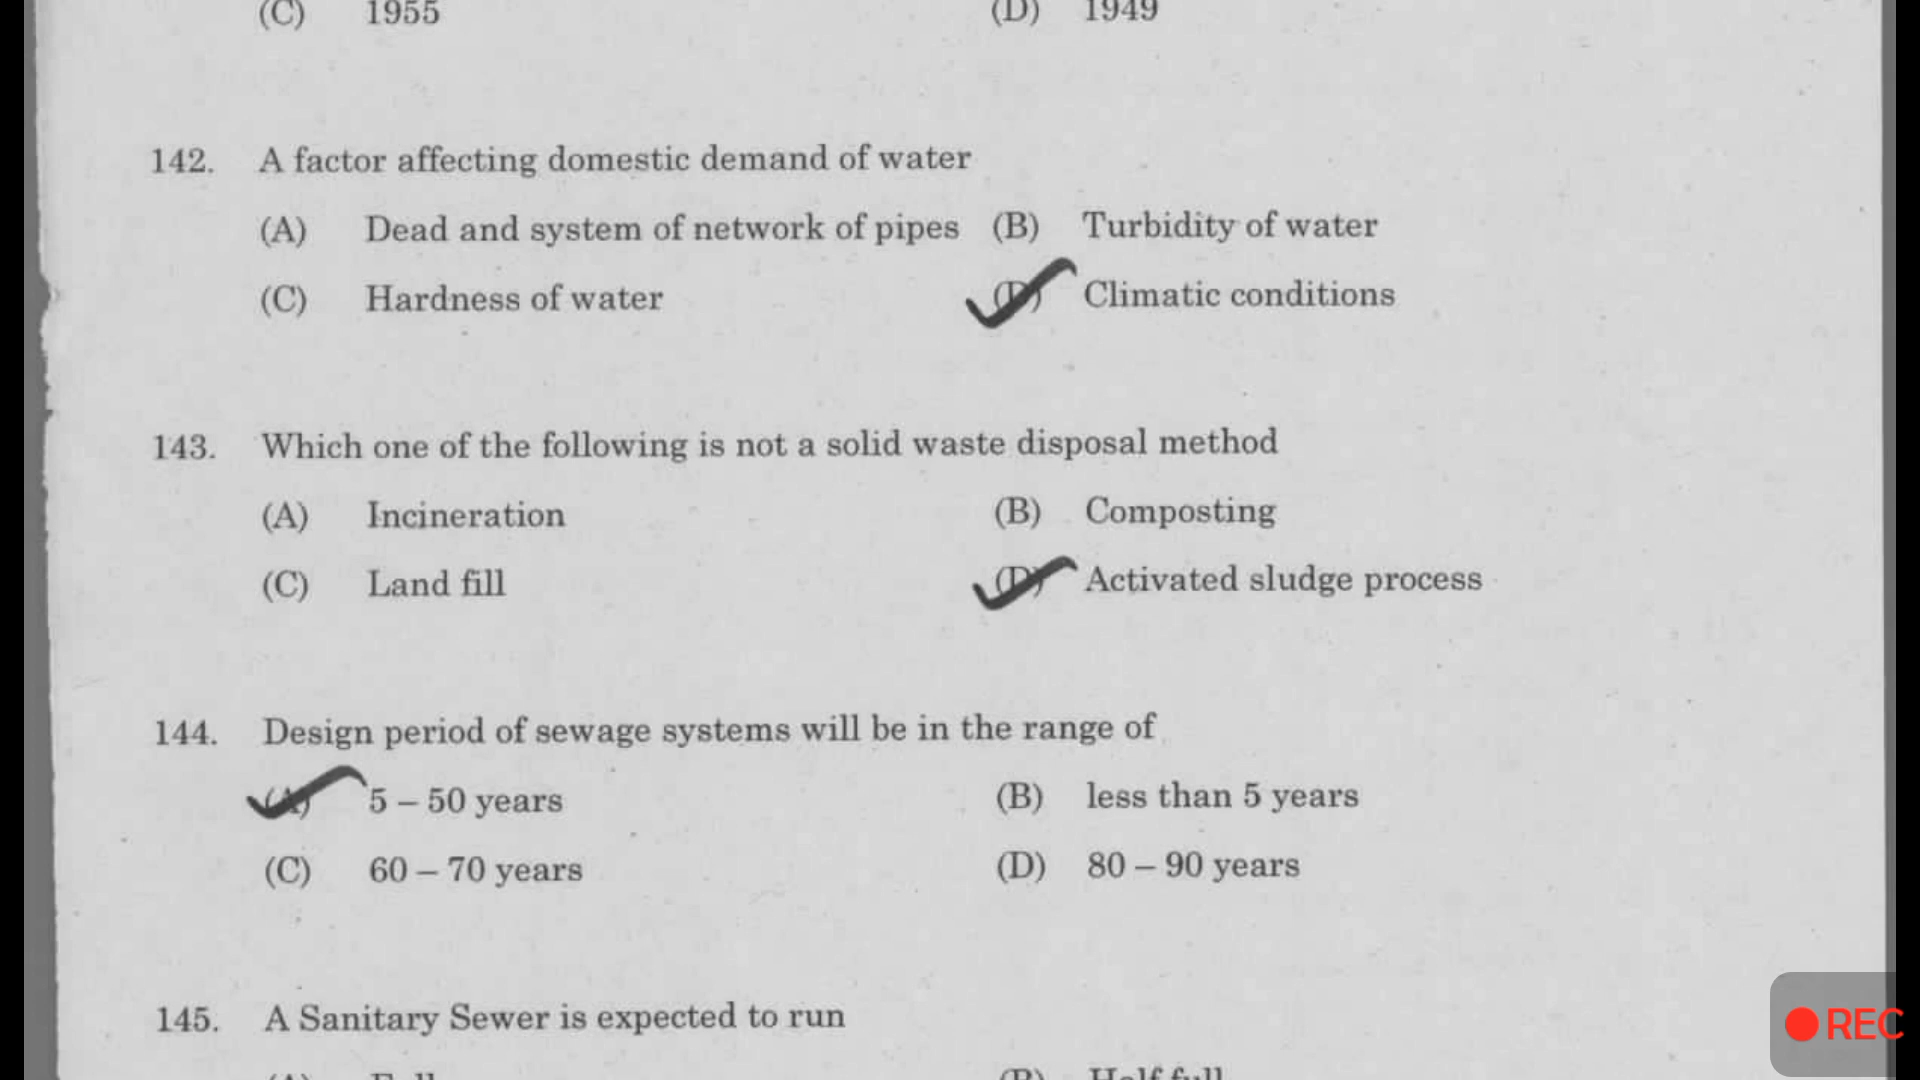 (C) 1955 (D) 1949
142. A factor affecting domestic demand of water
(A) Dead and system of network of pipes (B) Turbidity of water
(C) Hardness of water (D) Climatic conditions
143. Which one of the following is not a solid waste disposal method
(A) Incineration (B) Composting
(C) Land fill (D) Activated sludge process
144. Design period of sewage systems will be in the range of
(A) 5 – 50 years (B) less than 5 years
(C) 60 – 70 years (D) 80 – 90 years
145. A Sanitary Sewer is expected to run
(A) Full (B) Half full
REC